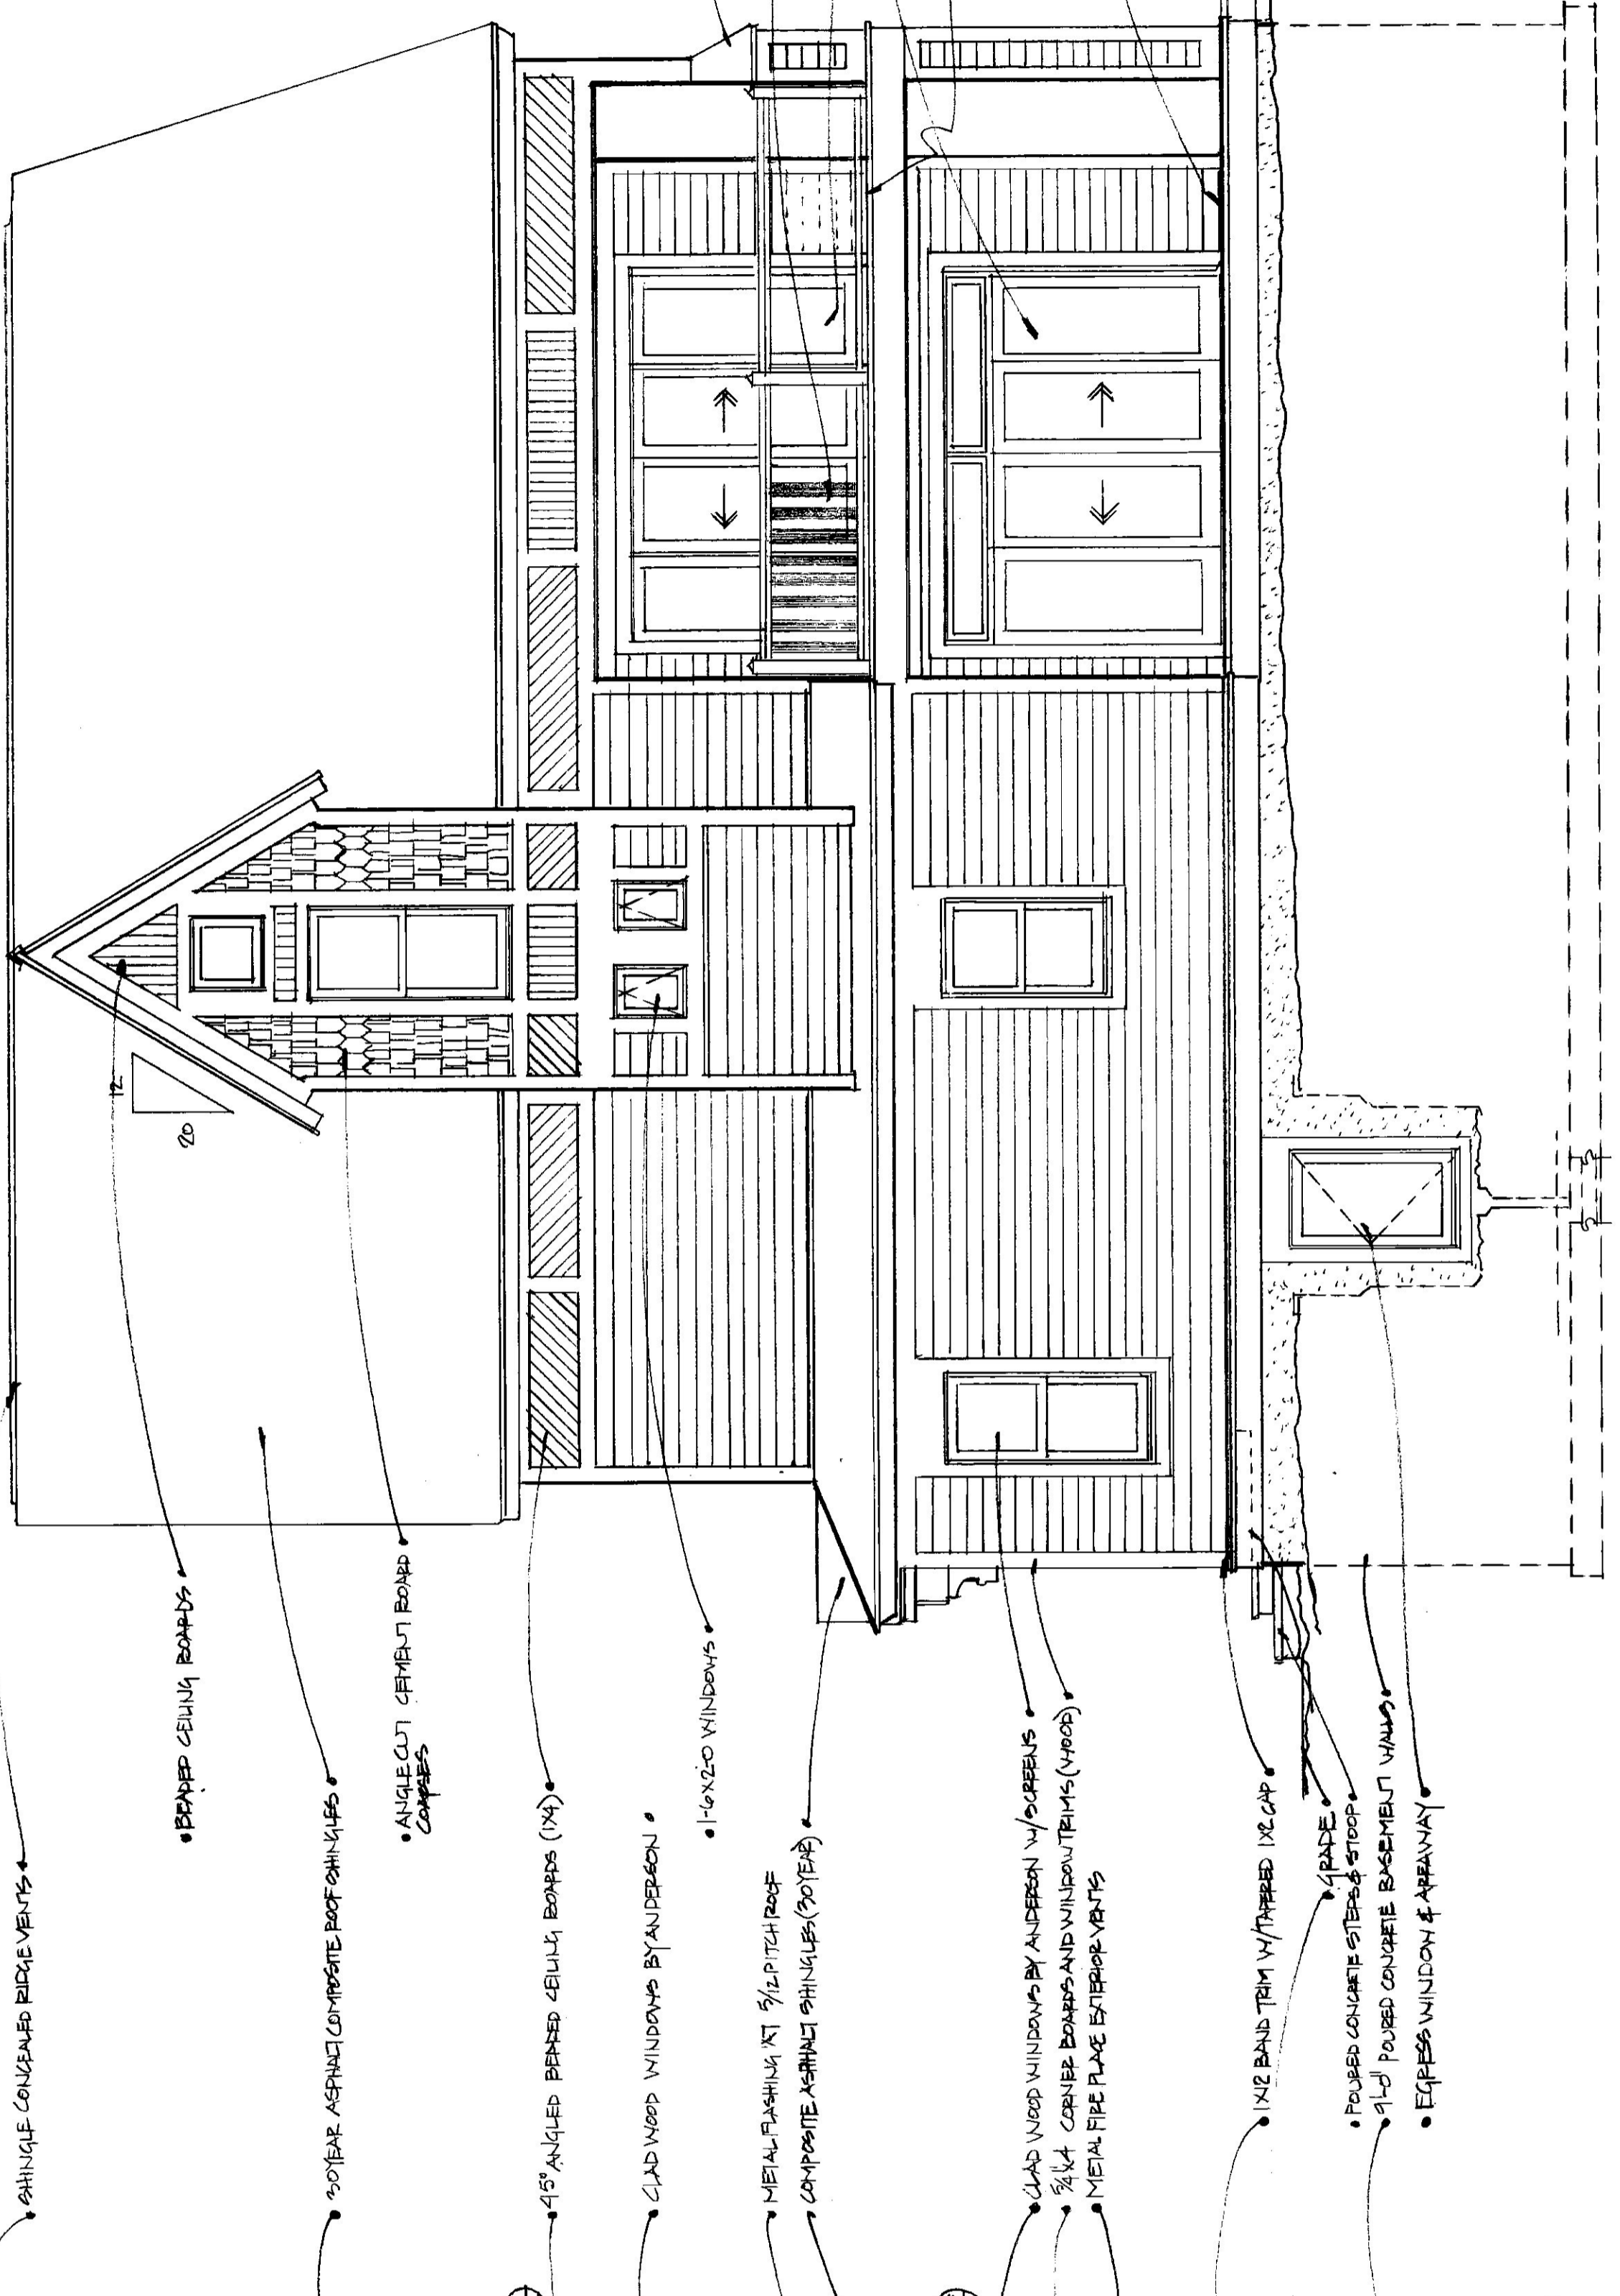 • SHINGLE CONCEALED RIDGE VENTS •
• BEADED CEILING BOARDS •
12
20
• 30 YEAR ASPHALT COMPOSITE ROOF SHINGLES •
• ANGLE CUT CEMENT BOARD •
COARSES
• 45° ANGLED BEADED CEILING BOARDS (1X4) •
• CLAD WOOD WINDOWS BY ANDERSON •
• 1-6X2-0 WINDOWS •
• METAL FLASHING AT 5/12 PITCH ROOF
• COMPOSITE ASPHALT SHINGLES (30 YEAR) •
• CLAD WOOD WINDOWS BY ANDERSON W/SCREENS •
• 5/4X4 CORNER BOARDS AND WINDOW TRIMS (WOOD) •
• METAL FIRE PLACE EXTERIOR VENTS
• 1X12 BAND TRIM W/TAPERED 1X2 CAP •
• GRADE •
• POURED CONCRETE STEPS & STOOP •
• 9'-0" POURED CONCRETE BASEMENT WALLS •
• EGRESS WINDOW & AREAWAY •